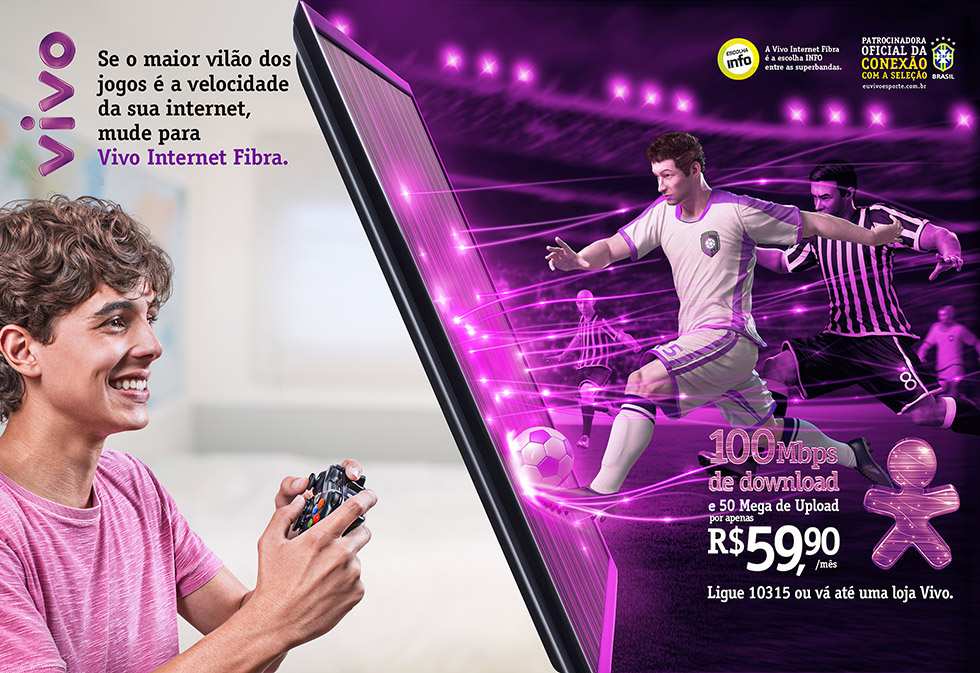 vivo
Se o maior vilão dos
jogos é a velocidade
da sua internet,
mude para
Vivo Internet Fibra.
ESCOLHA
info
A Vivo Internet Fibra
é a escolha INFO
entre as superbandas.
PATROCINADORA
OFICIAL DA
CONEXÃO
COM A SELEÇÃO
euvivoesporte.com.br
BRASIL
5
8
100Mbps
de download
e 50 Mega de Upload
por apenas
R$59,90
/mês
Ligue 10315 ou vá até uma loja Vivo.